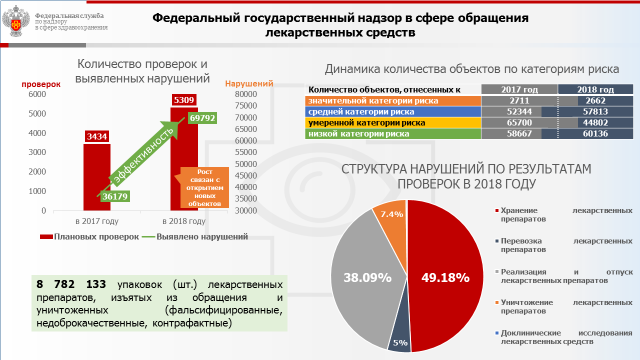 Федеральная служба
по надзору
в сфере здравоохранения
Федеральный государственный надзор в сфере обращения
лекарственных средств
Количество проверок и
выявленных нарушений
проверок
Нарушений
6000
5000
4000
3000
2000
1000
0
80000
75000
70000
65000
60000
55000
50000
45000
40000
35000
30000
3434
5309
36179
69792
эффективность
Рост
связан с
открытием
новых
объектов
в 2017 году
в 2018 году
Плановых проверок
Выявлено нарушений
8 782 133 упаковок (шт.) лекарственных
препаратов, изъятых из обращения и
уничтоженных (фальсифицированные,
недоброкачественные, контрафактные)
Динамика количества объектов по категориям риска
Количество объектов, отнесенных к 2017 год 2018 год
значительной категории риска 2711 2662
средней категории риска 52344 57813
умеренной категории риска 65700 44802
низкой категории риска 58667 60136
СТРУКТУРА НАРУШЕНИЙ ПО РЕЗУЛЬТАТАМ
ПРОВЕРОК В 2018 ГОДУ
7.4%
38.09%
49.18%
5%
Хранение лекарственных
препаратов
Перевозка лекарственных
препаратов
Реализация и отпуск
лекарственных препаратов
Уничтожение лекарственных
препаратов
Доклинические исследования
лекарственных средств